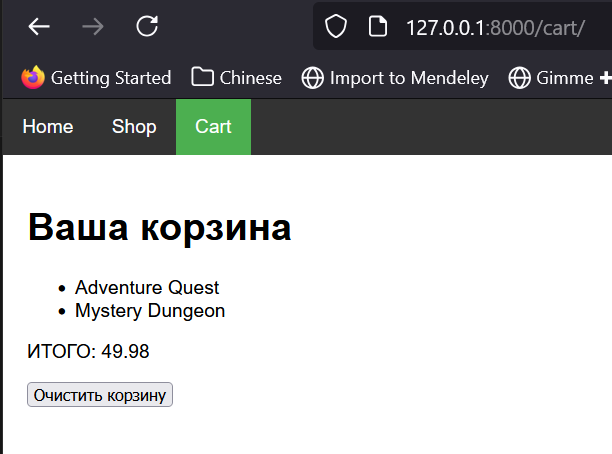 127.0.0.1:8000/cart/
Getting Started Chinese Import to Mendeley Gimme
Home Shop Cart
Ваша корзина
• Adventure Quest
• Mystery Dungeon
ИТОГО: 49.98
Очистить корзину